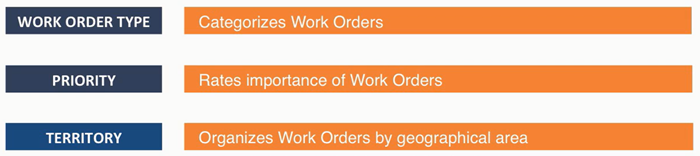 WORK ORDER TYPE Categorizes Work Orders
PRIORITY Rates importance of Work Orders
TERRITORY Organizes Work Orders by geographical area